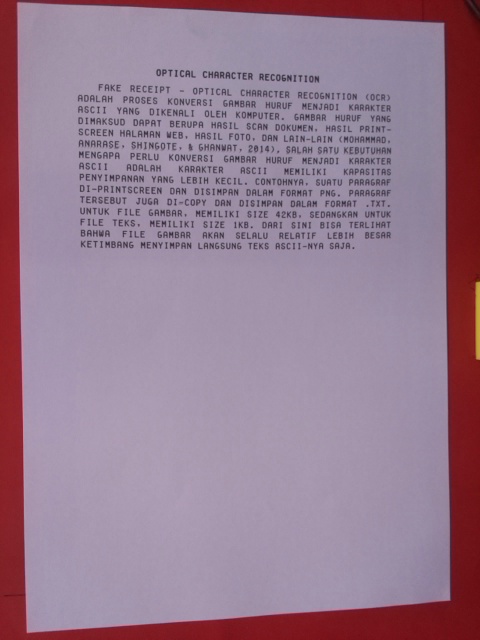 OPTICAL CHARACTER RECOGNITION
FAKE RECEIPT - OPTICAL CHARACTER RECOGNITION (OCR)
ADALAH PROSES KONVERSI GAMBAR HURUF MENJADI KARAKTER
ASCII YANG DIKENALI OLEH KOMPUTER. GAMBAR HURUF YANG
DIMAKSUD DAPAT BERUPA HASIL SCAN DOKUMEN, HASIL PRINT-
SCREEN HALAMAN WEB, HASIL FOTO, DAN LAIN-LAIN (MOHAMMAD,
ANARASE, SHINGOTE, & GHANWAT, 2014). SALAH SATU KEBUTUHAN
MENGAPA PERLU KONVERSI GAMBAR HURUF MENJADI KARAKTER
ASCII ADALAH KARAKTER ASCII MEMILIKI KAPASITAS
PENYIMPANAN YANG LEBIH KECIL. CONTOHNYA, SUATU PARAGRAF
DI-PRINTSCREEN DAN DISIMPAN DALAM FORMAT PNG. PARAGRAF
TERSEBUT JUGA DI-COPY DAN DISIMPAN DALAM FORMAT .TXT.
UNTUK FILE GAMBAR, MEMILIKI SIZE 42KB, SEDANGKAN UNTUK
FILE TEKS, MEMILIKI SIZE 1KB. DARI SINI BISA TERLIHAT
BAHWA FILE GAMBAR AKAN SELALU RELATIF LEBIH BESAR
KETIMBANG MENYIMPAN LANGSUNG TEKS ASCII-NYA SAJA.